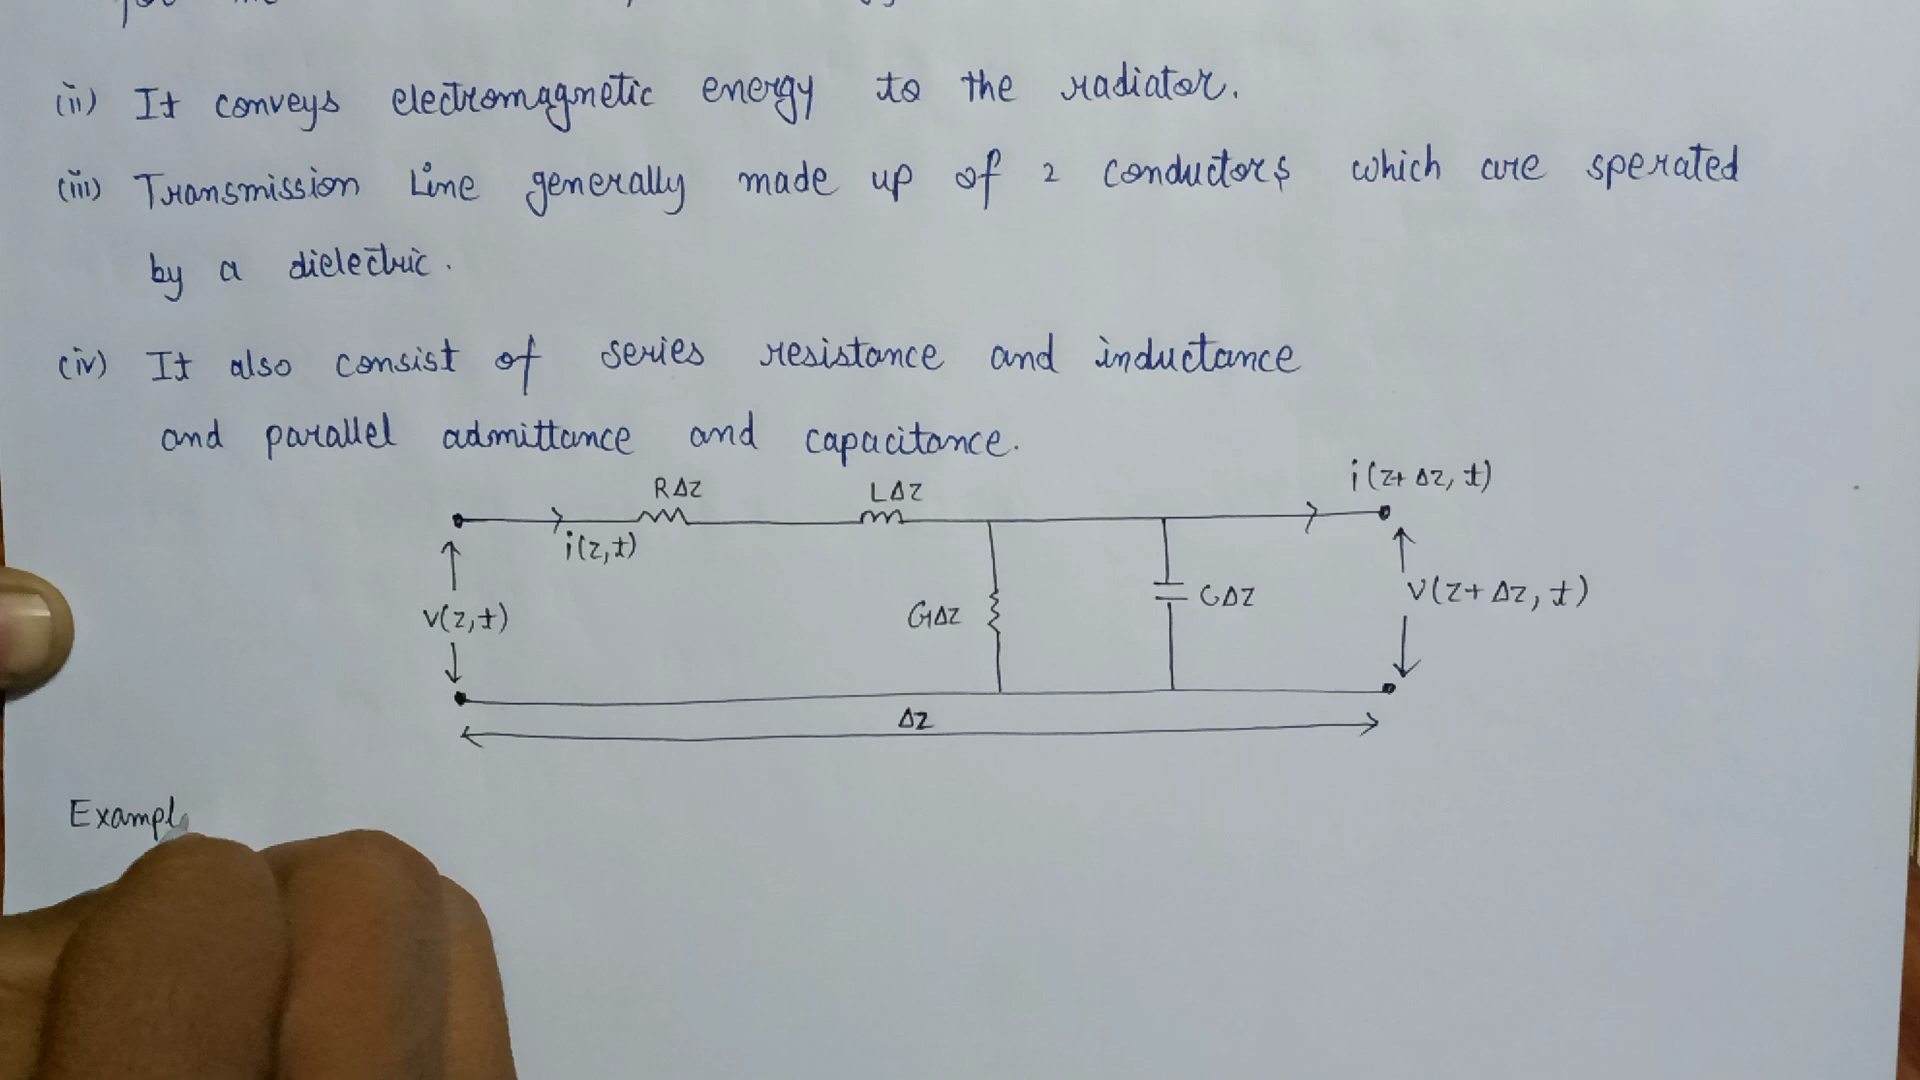 (ii) It conveys electromagnetic energy to the radiator.
(iii) Transmission Line generally made up of 2 conductors which are sperated
by a dielectric.
(iv) It also consist of series resistance and inductance
and parallel admittance and capacitance.
i(z+Δz, t)
RΔz
LΔz
i(z,t)
v(z,t)
GΔz
CΔz
v(z+Δz, t)
Δz
Exampl